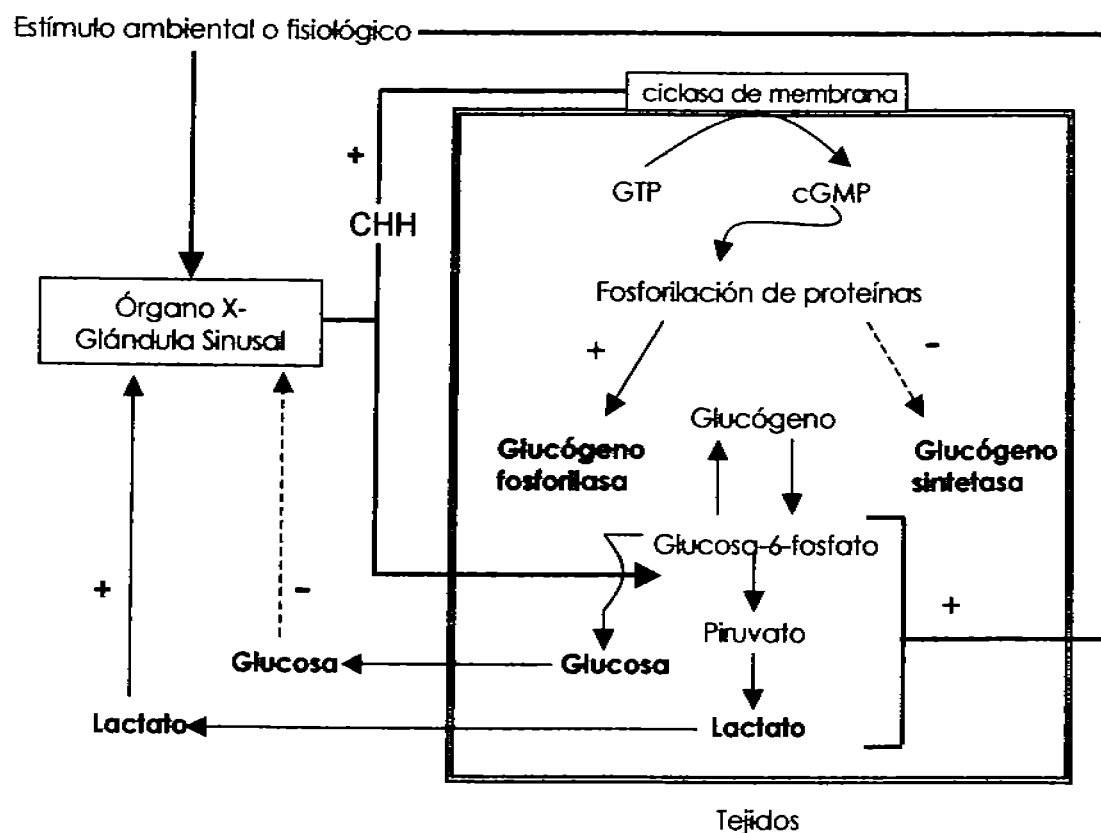 Estímulo ambiental o fisiológico
ciclasa de membrana
+
GTP
cGMP
CHH
Órgano X-
Glándula Sinusal
Fosforilación de proteínas
+
-
Glucógeno
Glucógeno
fosforilasa
Glucógeno
sintetasa
Glucosa-6-fosfato
+
-
+
Piruvato
Glucosa
Glucosa
Lactato
Lactato
Tejidos